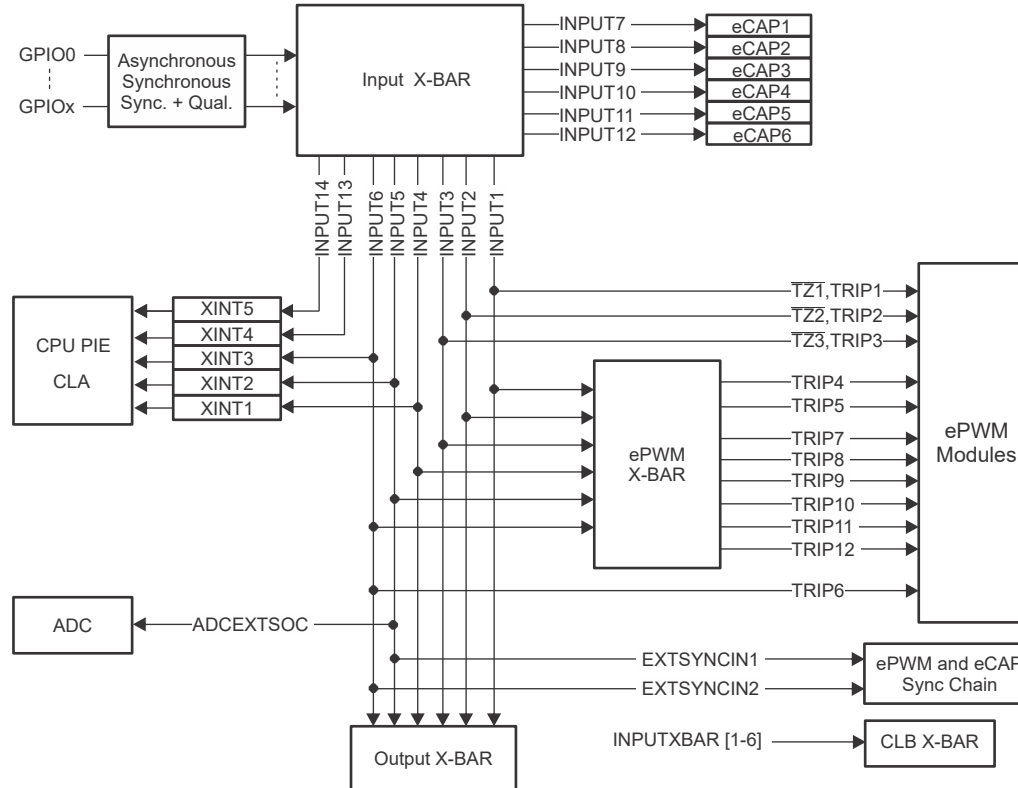 GPIO0
GPIOx
Asynchronous
Synchronous
Sync. + Qual.
Input X-BAR
INPUT7
INPUT8
INPUT9
INPUT10
INPUT11
INPUT12
eCAP1
eCAP2
eCAP3
eCAP4
eCAP5
eCAP6
INPUT14
INPUT13
INPUT6
INPUT5
INPUT4
INPUT3
INPUT2
INPUT1
CPU PIE
CLA
XINT5
XINT4
XINT3
XINT2
XINT1
TZ1,TRIP1
TZ2,TRIP2
TZ3,TRIP3
ePWM
X-BAR
TRIP4
TRIP5
TRIP7
TRIP8
TRIP9
TRIP10
TRIP11
TRIP12
TRIP6
ePWM
Modules
ADC
ADCEXTSOC
EXTSYNCIN1
EXTSYNCIN2
ePWM and eCAP
Sync Chain
INPUTXBAR [1-6]
CLB X-BAR
Output X-BAR